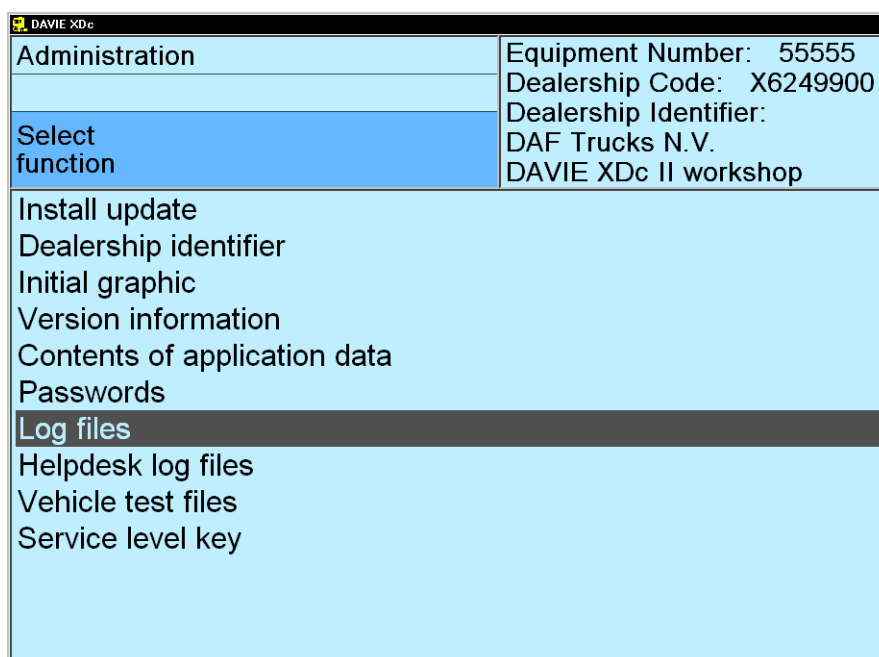 DAVIE XDc
Administration
Equipment Number: 55555
Dealership Code: X6249900
Dealership Identifier:
DAF Trucks N.V.
DAVIE XDc II workshop
Select
function
Install update
Dealership identifier
Initial graphic
Version information
Contents of application data
Passwords
Log files
Helpdesk log files
Vehicle test files
Service level key